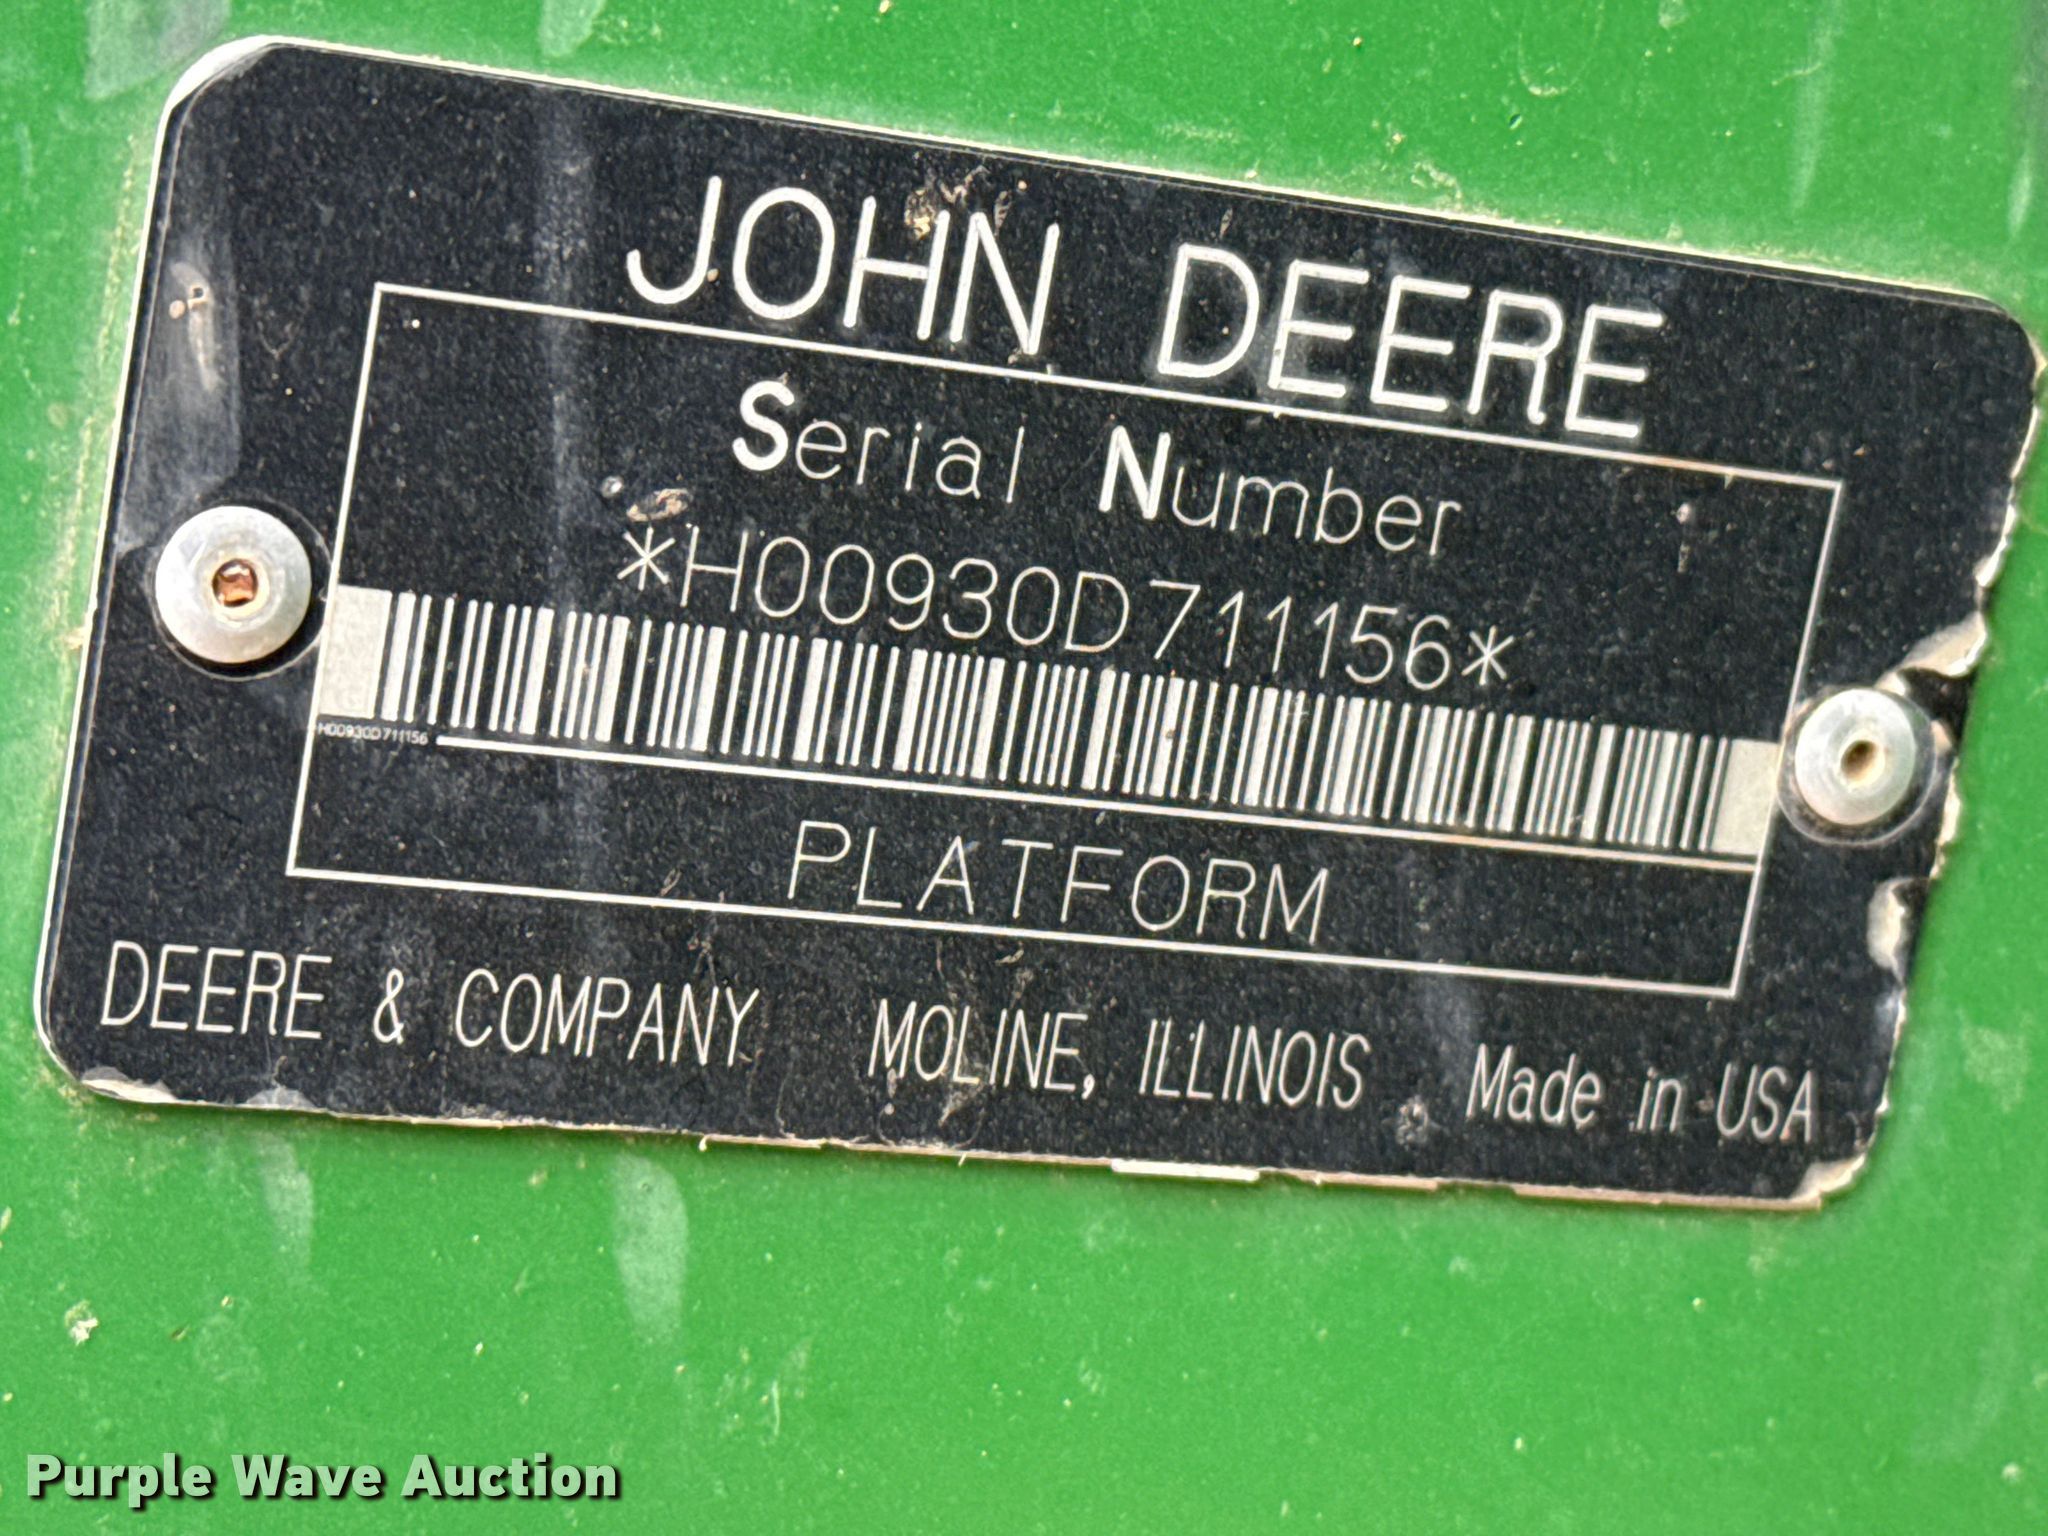 JOHN DEERE
Serial Number
*H00930D711156*
H00930D711156
PLATFORM
DEERE & COMPANY MOLINE, ILLINOIS Made in USA
Purple Wave Auction